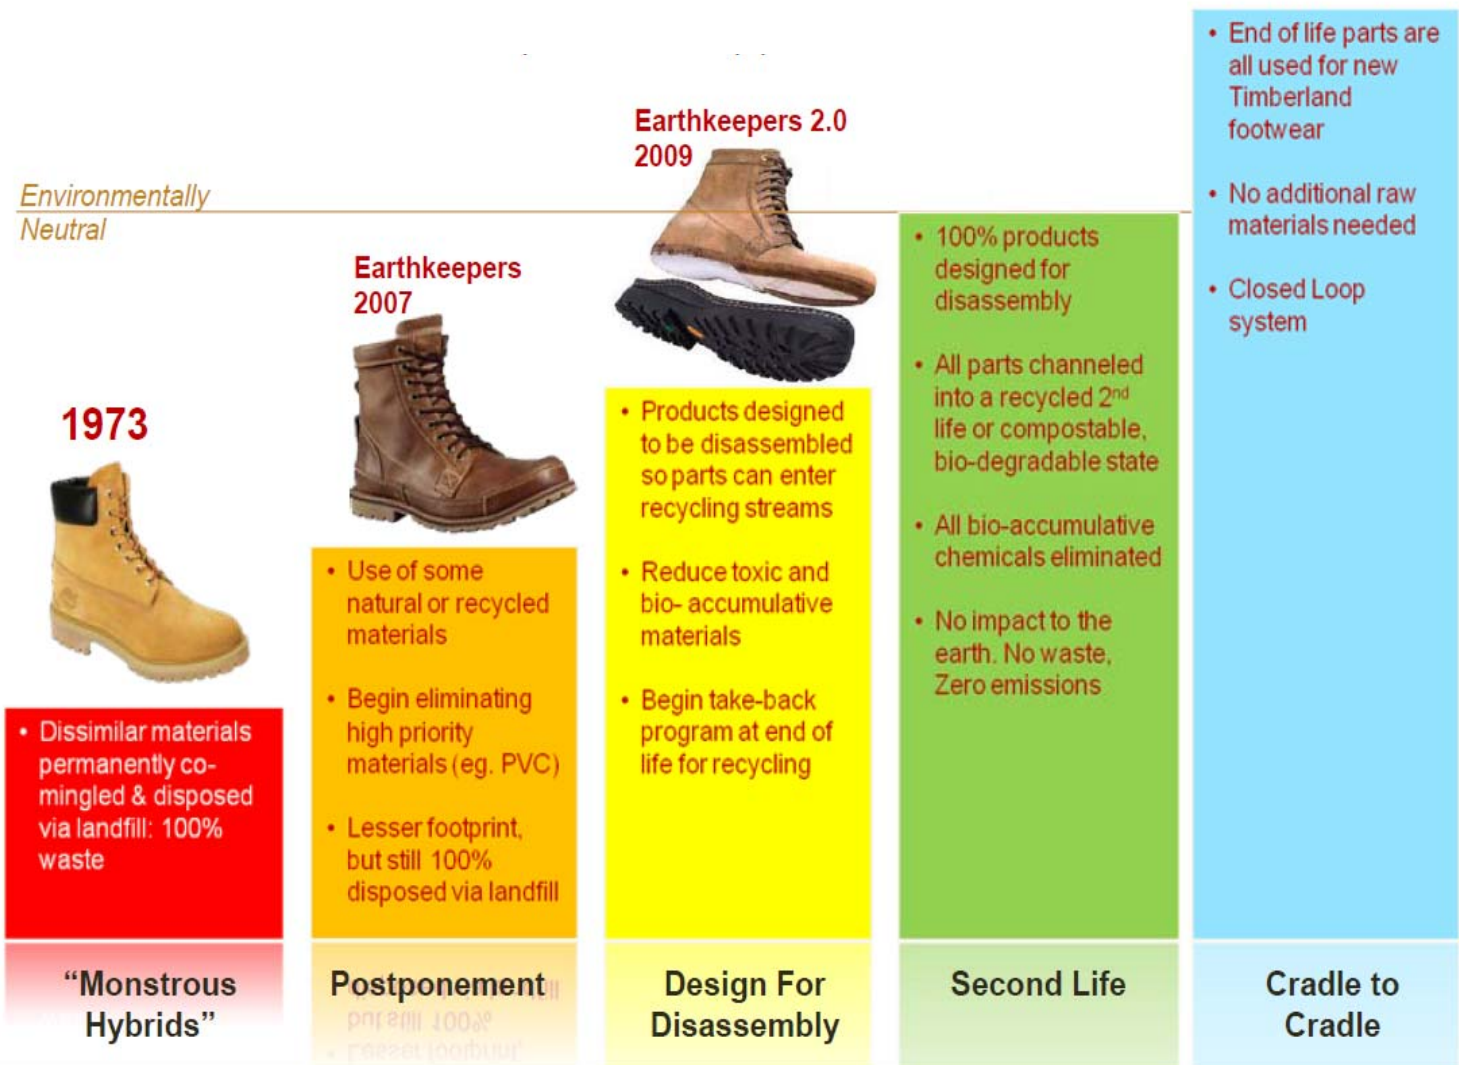 Environmentally
Neutral
1973
• Dissimilar materials
permanently co-
mingled & disposed
via landfill: 100%
waste
“Monstrous
Hybrids”
Earthkeepers
2007
• Use of some
natural or recycled
materials
• Begin eliminating
high priority
materials (eg. PVC)
• Lesser footprint,
but still 100%
disposed via landfill
Postponement
Earthkeepers 2.0
2009
• Products designed
to be disassembled
so parts can enter
recycling streams
• Reduce toxic and
bio- accumulative
materials
• Begin take-back
program at end of
life for recycling
Design For
Disassembly
• 100% products
designed for
disassembly
• All parts channeled
into a recycled 2nd
life or compostable,
bio-degradable state
• All bio-accumulative
chemicals eliminated
• No impact to the
earth. No waste,
Zero emissions
Second Life
• End of life parts are
all used for new
Timberland
footwear
• No additional raw
materials needed
• Closed Loop
system
Cradle to
Cradle